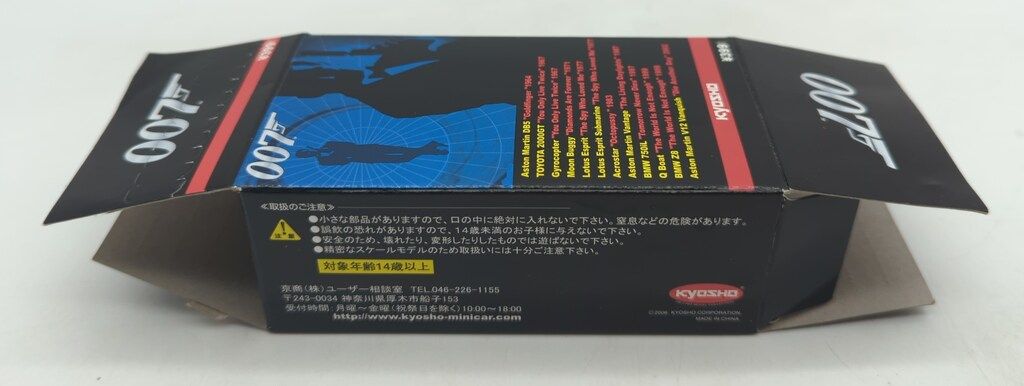 007
¥399
007
Aston Martin DB5 "Goldfinger" 1964
TOYOTA 2000GT "You Only Live Twice" 1967
Gyrocopter "You Only Live Twice" 1967
Moon Buggy "Diamonds Are Forever" 1971
Lotus Esprit "The Spy Who Loved Me" 1977
Lotus Esprit Submarine "The Spy Who Loved Me" 1977
Acrostar "Octopussy" 1983
Aston Martin Vantage "The Living Daylights" 1987
BMW 750iL "Tomorrow Never Dies" 1997
Q Boat "The World Is Not Enough" 1999
BMW Z8 "The World Is Not Enough" 1999
Aston Martin V12 Vanquish "Die Another Day" 2002
¥399
KYOSHO
007
≪取扱のご注意≫
注意
●小さな部品がありますので、口の中に絶対に入れないで下さい。窒息などの危険があります。
●誤飲の恐れがありますので、14歳未満のお子様に与えないで下さい。
●安全のため、壊れたり、変形したりしたものでは遊ばないで下さい。
●精密なスケールモデルのため取扱いには十分ご注意下さい。
対象年齢14歳以上
京商(株)ユーザー相談室 TEL.046-226-1155
〒243-0034 神奈川県厚木市船子153
受付時間:月曜～金曜(祝祭日を除く)10:00～18:00
http://www.kyosho-minicar.com
KYOSHO
©2006 KYOSHO CORPORATION.
MADE IN CHINA